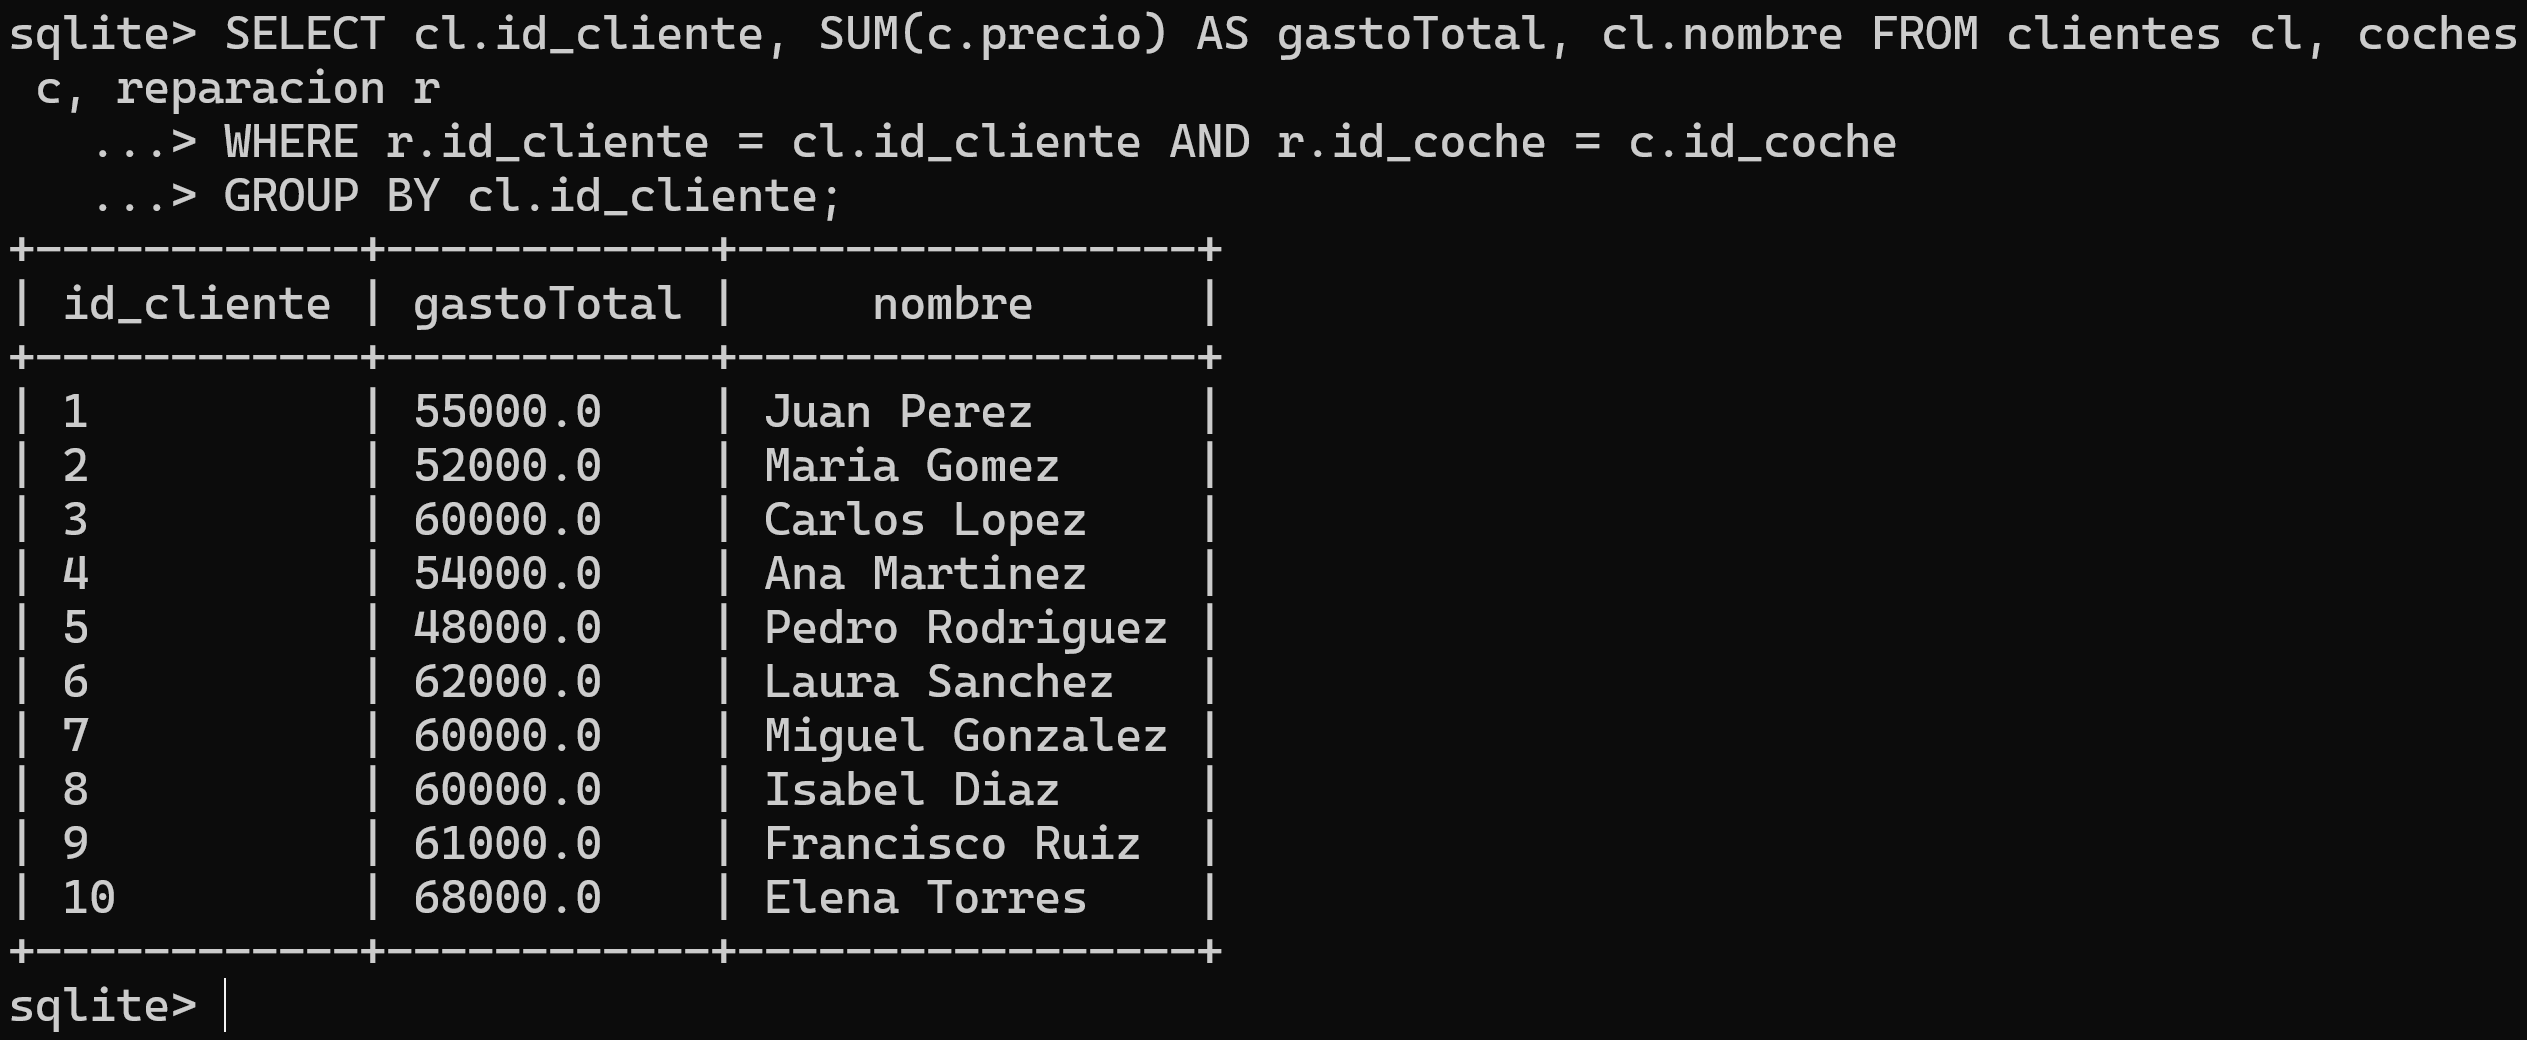 sqlite> SELECT cl.id_cliente, SUM(c.precio) AS gastoTotal, cl.nombre FROM clientes cl, coches
 c, reparacion r
   ...> WHERE r.id_cliente = cl.id_cliente AND r.id_coche = c.id_coche
   ...> GROUP BY cl.id_cliente;
+------------+------------+-----------------+
| id_cliente | gastoTotal |     nombre      |
+------------+------------+-----------------+
| 1          | 55000.0    | Juan Perez      |
| 2          | 52000.0    | Maria Gomez     |
| 3          | 60000.0    | Carlos Lopez    |
| 4          | 54000.0    | Ana Martinez    |
| 5          | 48000.0    | Pedro Rodriguez |
| 6          | 62000.0    | Laura Sanchez   |
| 7          | 60000.0    | Miguel Gonzalez |
| 8          | 60000.0    | Isabel Diaz     |
| 9          | 61000.0    | Francisco Ruiz  |
| 10         | 68000.0    | Elena Torres    |
+------------+------------+-----------------+
sqlite>